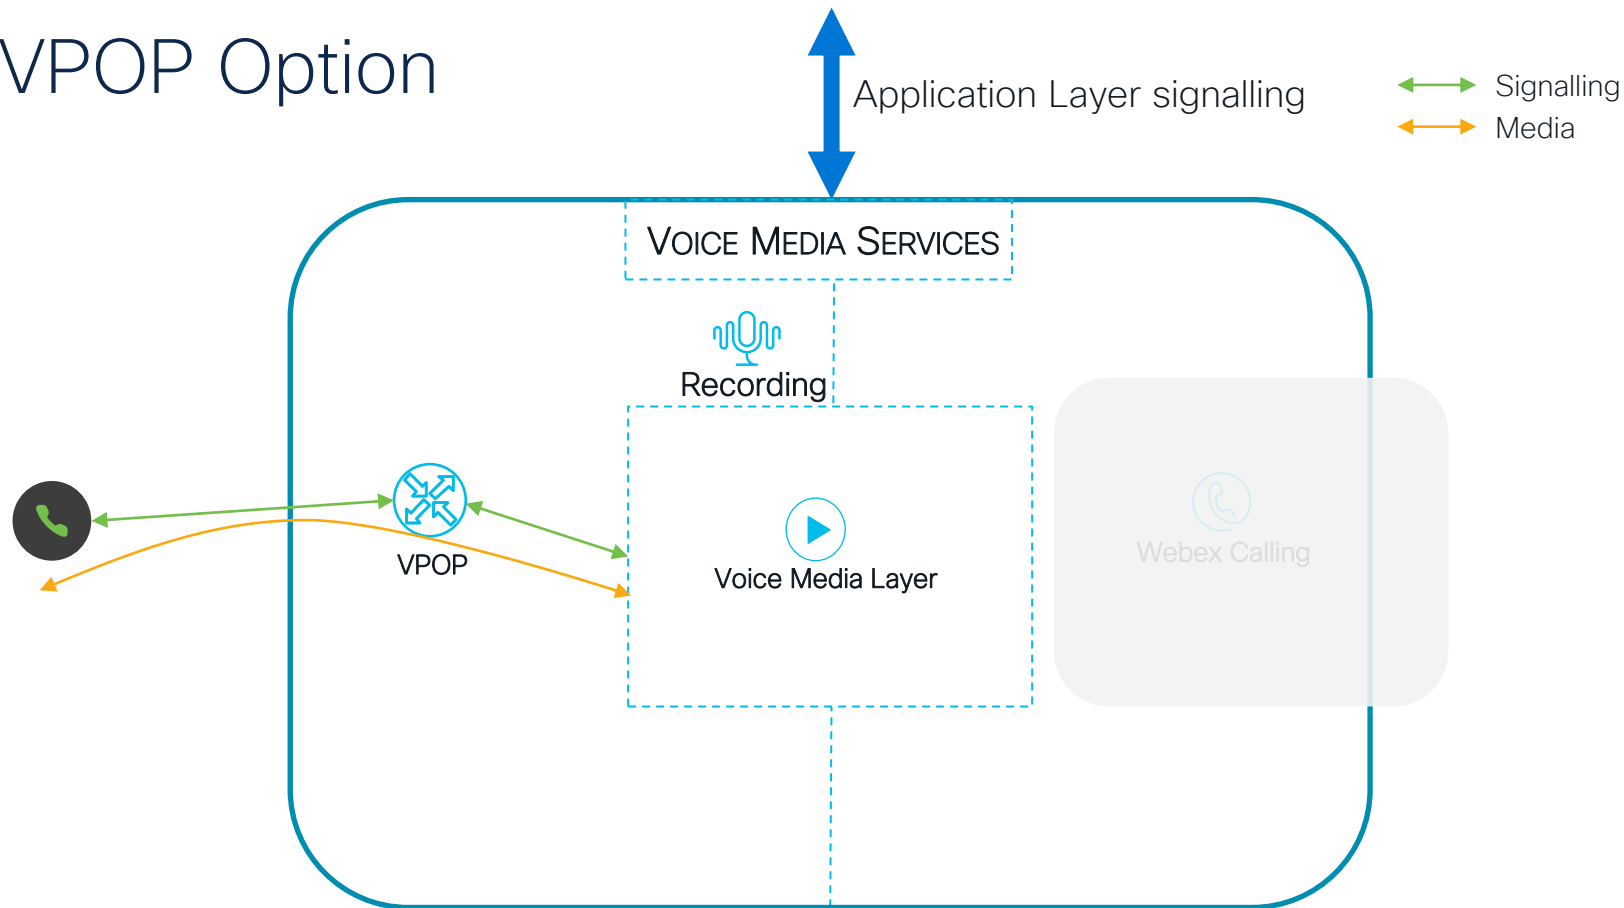 VPOP Option
Application Layer signalling
Signalling
Media
VOICE MEDIA SERVICES
Recording
VPOP
Voice Media Layer
Webex Calling